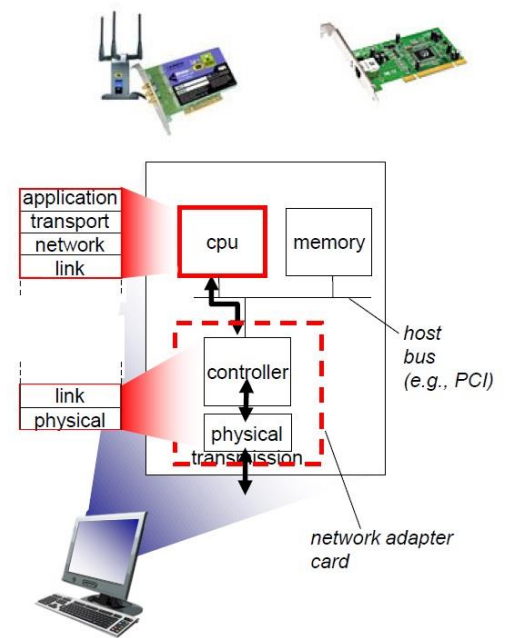 application
transport
network
link
cpu
memory
host
bus
(e.g., PCI)
controller
link
physical
physical
transmission
network adapter
card